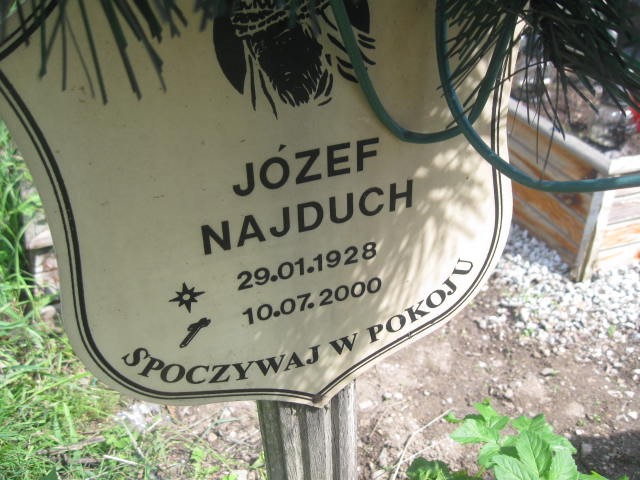 JÓZEF
NAJDUCH
29.01.1928
10.07.2000
SPOCZYWAJ W POKOJU